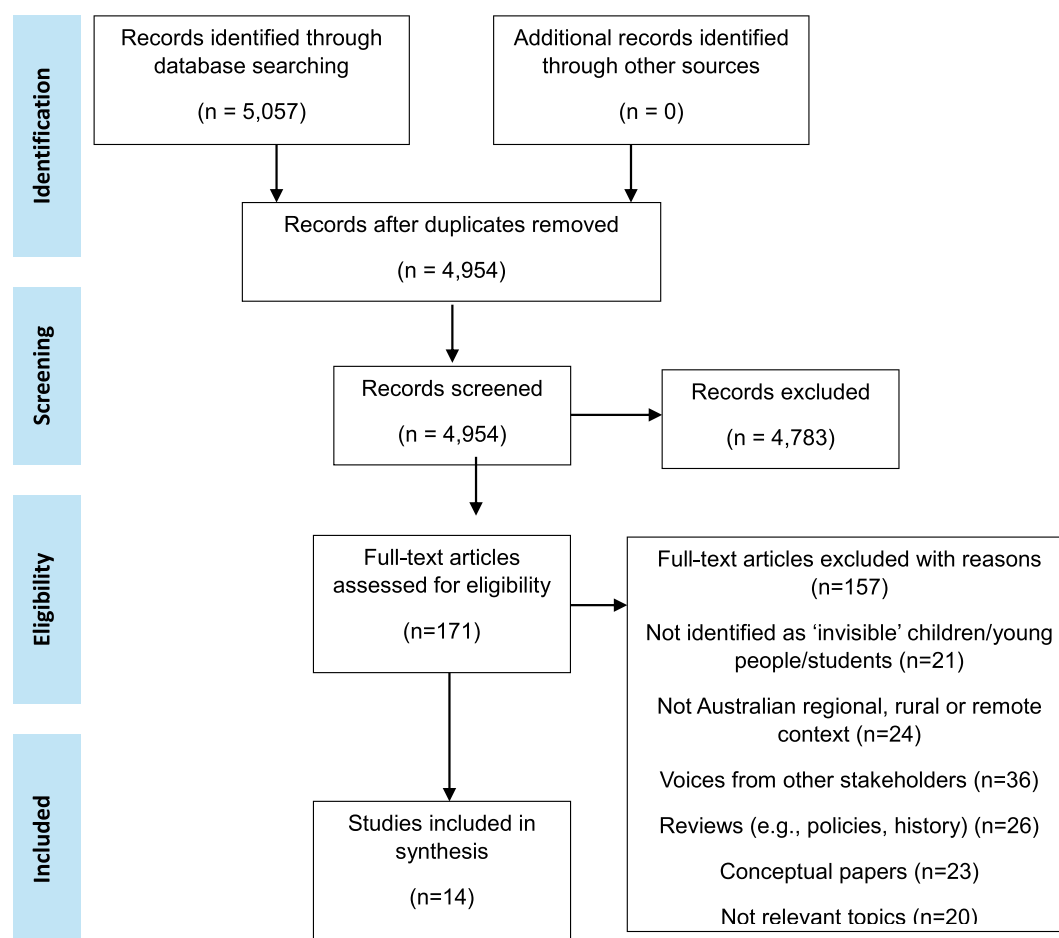 Identification
Records identified through
database searching
(n = 5,057)
Additional records identified
through other sources
(n = 0)
Records after duplicates removed
(n = 4,954)
Screening
Records screened
(n = 4,954)
Records excluded
(n = 4,783)
Eligibility
Full-text articles
assessed for eligibility
(n=171)
Full-text articles excluded with reasons
(n=157)
Not identified as ‘invisible’ children/young
people/students (n=21)
Not Australian regional, rural or remote
context (n=24)
Voices from other stakeholders (n=36)
Reviews (e.g., policies, history) (n=26)
Conceptual papers (n=23)
Not relevant topics (n=20)
Included
Studies included in
synthesis
(n=14)